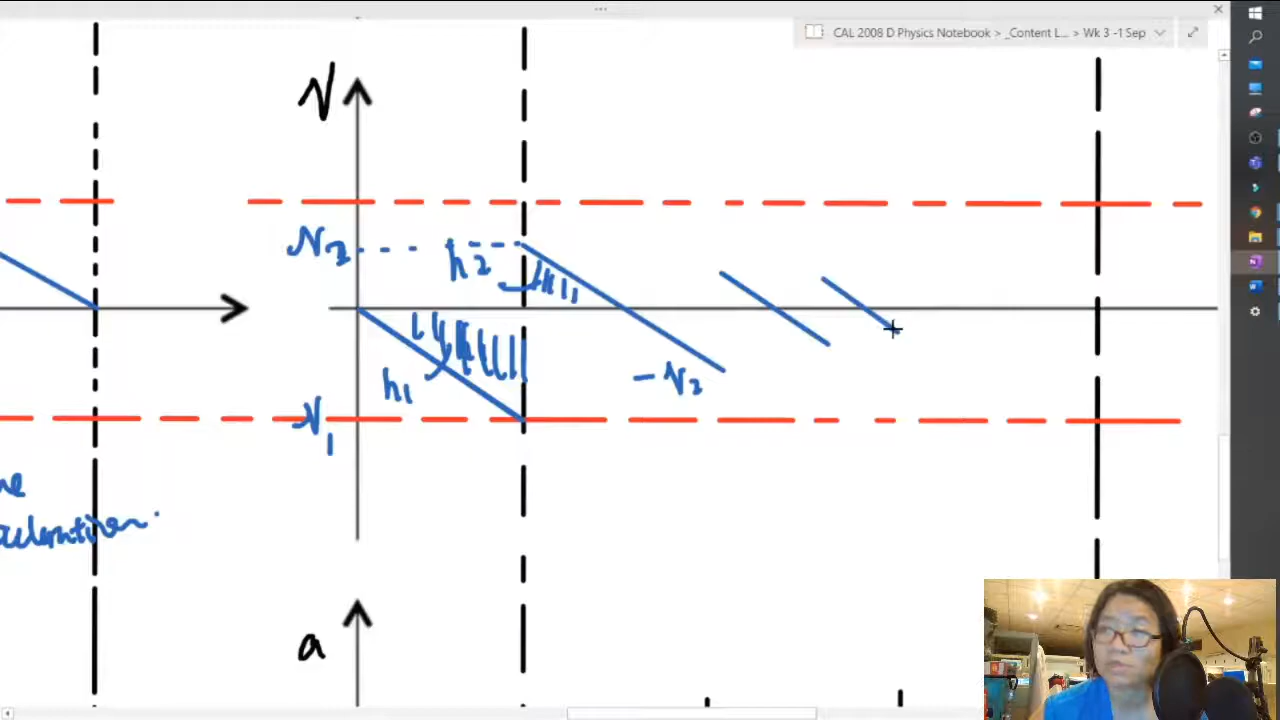 CAL 2008 D Physics Notebook > _Content L... > Wk 3 -1 Sep
V
V2
h2
h1
-V2
V1
a